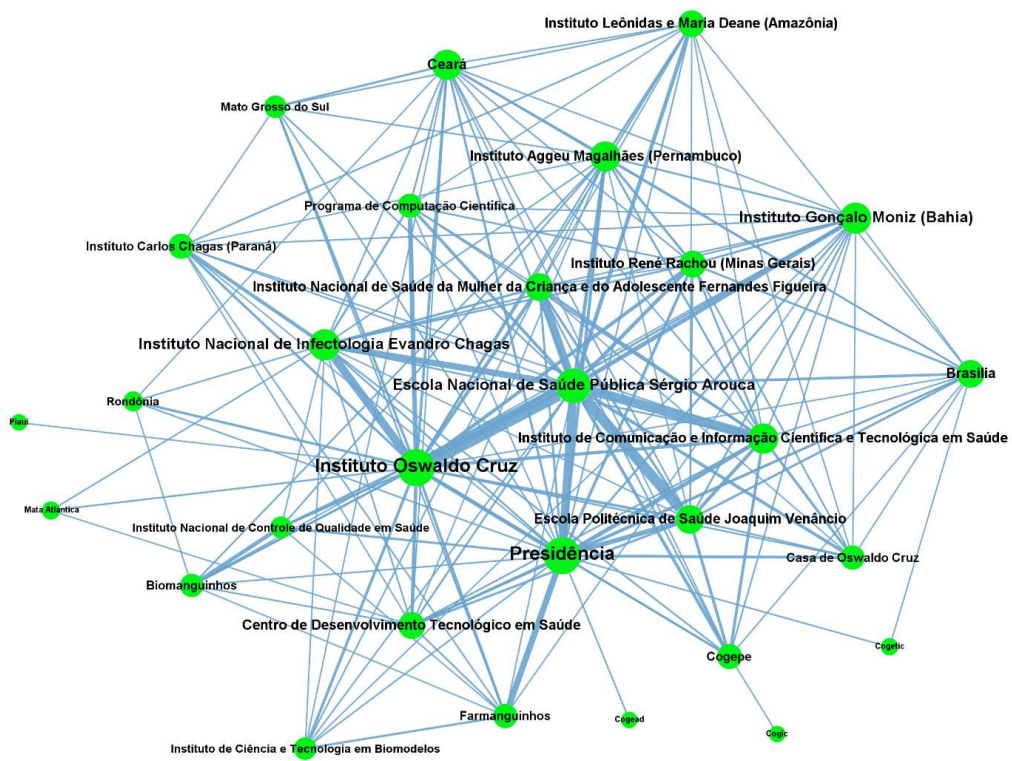 Instituto Leônidas e Maria Deane (Amazônia)
Ceará
Mato Grosso do Sul
Instituto Aggeu Magalhães (Pernambuco)
Programa de Computação Científica
Instituto Gonçalo Moniz (Bahia)
Instituto Carlos Chagas (Paraná)
Instituto René Rachou (Minas Gerais)
Instituto Nacional de Saúde da Mulher da Criança e do Adolescente Fernandes Figueira
Instituto Nacional de Infectologia Evandro Chagas
Brasília
Escola Nacional de Saúde Pública Sérgio Arouca
Rondônia
Piauí
Instituto de Comunicação e Informação Científica e Tecnológica em Saúde
Instituto Oswaldo Cruz
Mata Atlântica
Escola Politécnica de Saúde Joaquim Venâncio
Instituto Nacional de Controle de Qualidade em Saúde
Presidência
Casa de Oswaldo Cruz
Biomanguinhos
Centro de Desenvolvimento Tecnológico em Saúde
Cogetic
Cogepe
Farmanguinhos
Cogead
Cogic
Instituto de Ciência e Tecnologia em Biomodelos